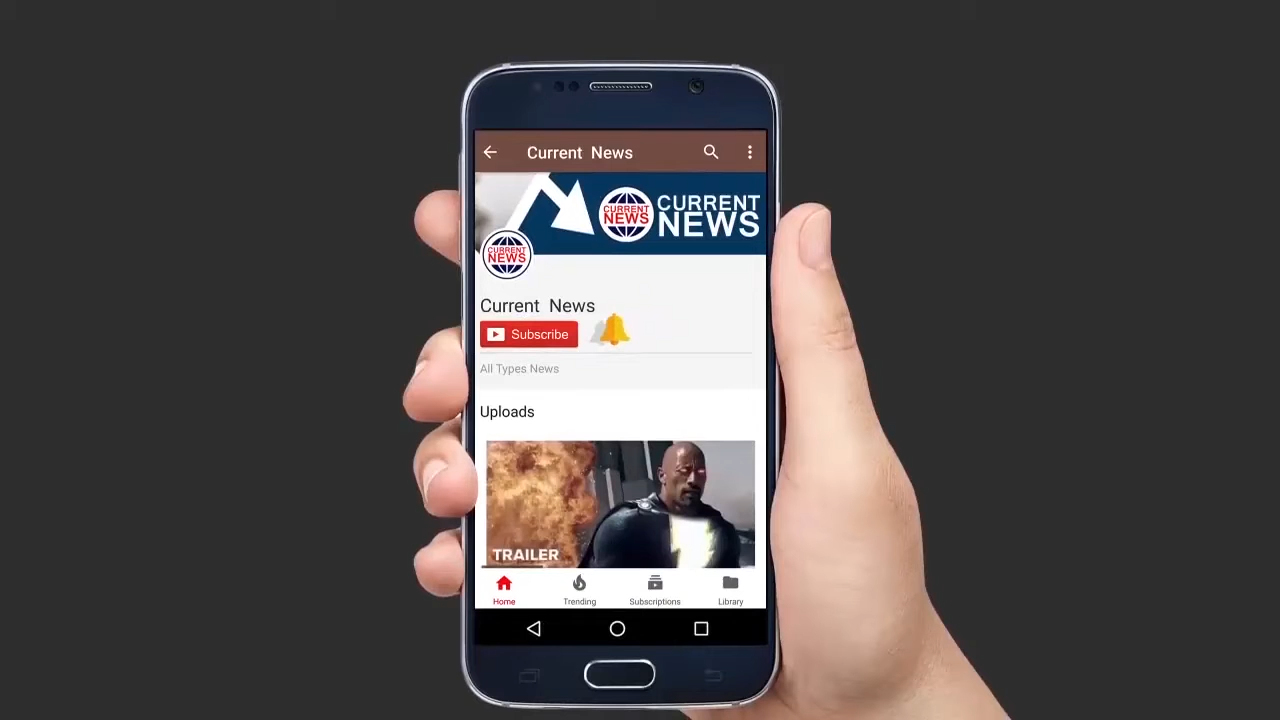 Current News
CURRENT
NEWS
CURRENT
NEWS
CURRENT
NEWS
Current News
Subscribe
All Types News
Uploads
TRAILER
Home
Trending
Subscriptions
Library